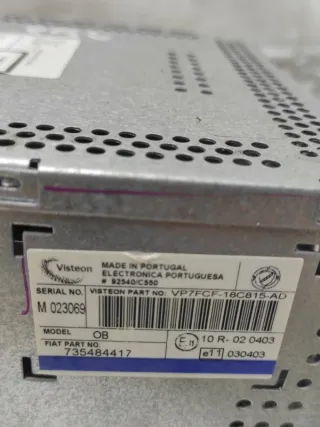 Visteon
MADE IN PORTUGAL
ELECTRONICA PORTUGUESA
# 92540/C550
SERIAL NO.
VISTEON PART NO: VP7FCF-18C815-AD
M 023069
MODEL OB
10 R- 02 0403
FIAT PART NO.
735484417
e11 030403